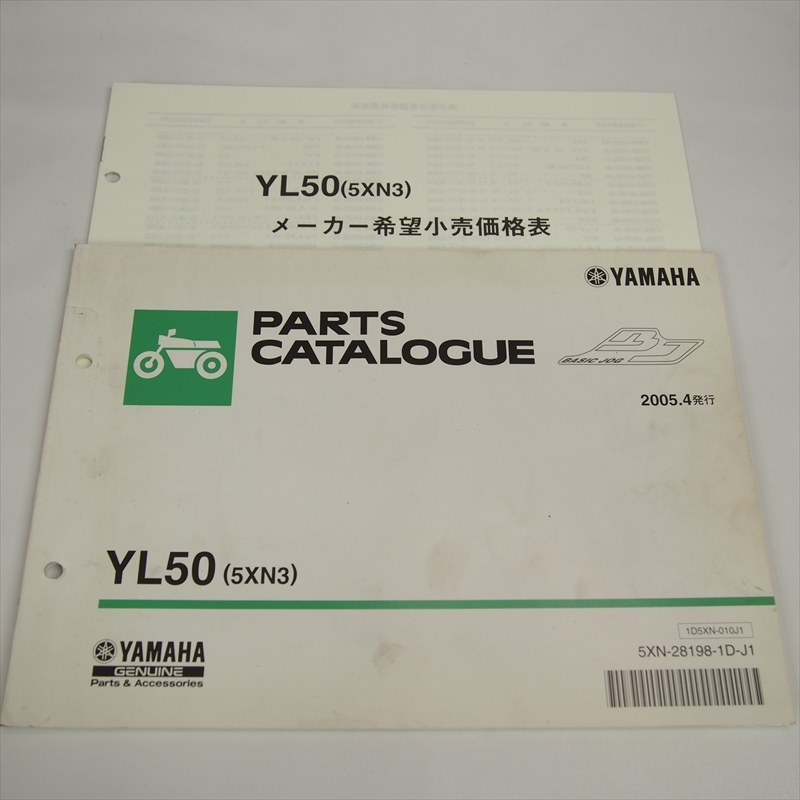 YL50(5XN3)
メーカー希望小売価格表
YAMAHA
PARTS
CATALOGUE
BJ
BASIC JOG
2005.4発行
YL50 (5XN3)
1D5XN-010J1
5XN-28198-1D-J1
YAMAHA
GENUINE
Parts & Accessories